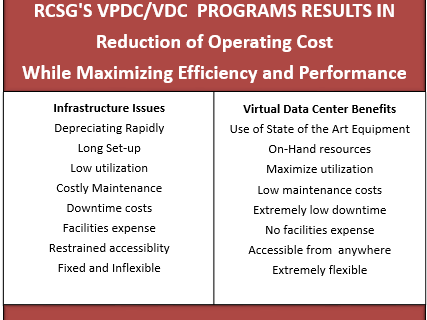 RCSG'S VPDC/VDC PROGRAMS RESULTS IN
Reduction of Operating Cost
While Maximizing Efficiency and Performance
Infrastructure Issues
Depreciating Rapidly
Long Set-up
Low utilization
Costly Maintenance
Downtime costs
Facilities expense
Restrained accessiblity
Fixed and Inflexible
Virtual Data Center Benefits
Use of State of the Art Equipment
On-Hand resources
Maximize utilization
Low maintenance costs
Extremely low downtime
No facilities expense
Accessible from anywhere
Extremely flexible